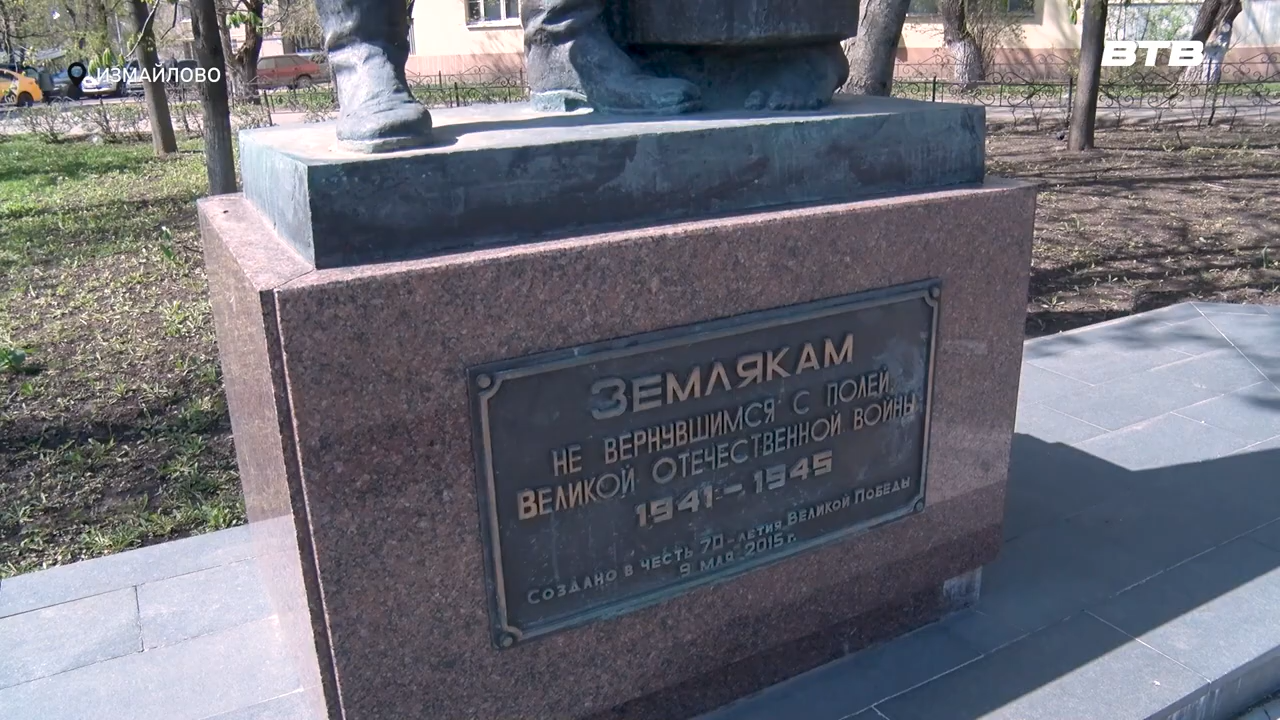 ИЗМАЙЛОВО
ВТВ
ЗЕМЛЯКАМ
НЕ ВЕРНУВШИМСЯ С ПОЛЕЙ
ВЕЛИКОЙ ОТЕЧЕСТВЕННОЙ ВОЙНЫ
1941-1945
СОЗДАНО В ЧЕСТЬ 70-ЛЕТИЯ ВЕЛИКОЙ ПОБЕДЫ
9 МАЯ 2015 г.